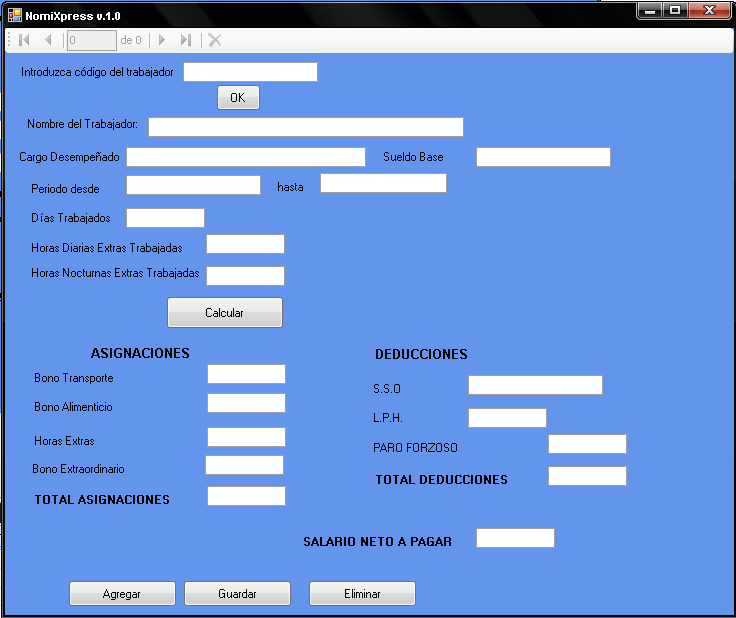 NomiXpress v.1.0
0 de 0
Introduzca código del trabajador
OK
Nombre del Trabajador:
Cargo Desempeñado Sueldo Base
Periodo desde hasta
Días Trabajados
Horas Diarias Extras Trabajadas
Horas Nocturnas Extras Trabajadas
Calcular
ASIGNACIONES DEDUCCIONES
Bono Transporte
S.S.O
Bono Alimenticio
L.P.H.
Horas Extras
PARO FORZOSO
Bono Extraordinario
TOTAL DEDUCCIONES
TOTAL ASIGNACIONES
SALARIO NETO A PAGAR
Agregar Guardar Eliminar